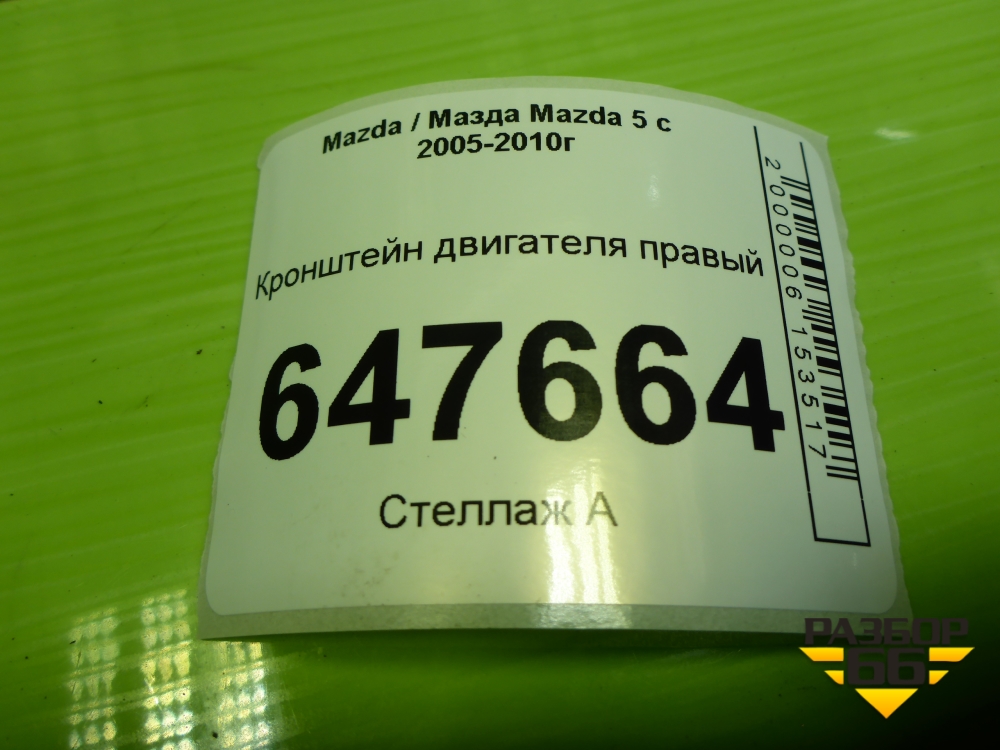 Mazda / Мазда Mazda 5 с
2005-2010г
Кронштейн двигателя правый
647664
Стеллаж А
2000006153517
РАЗБОР
66